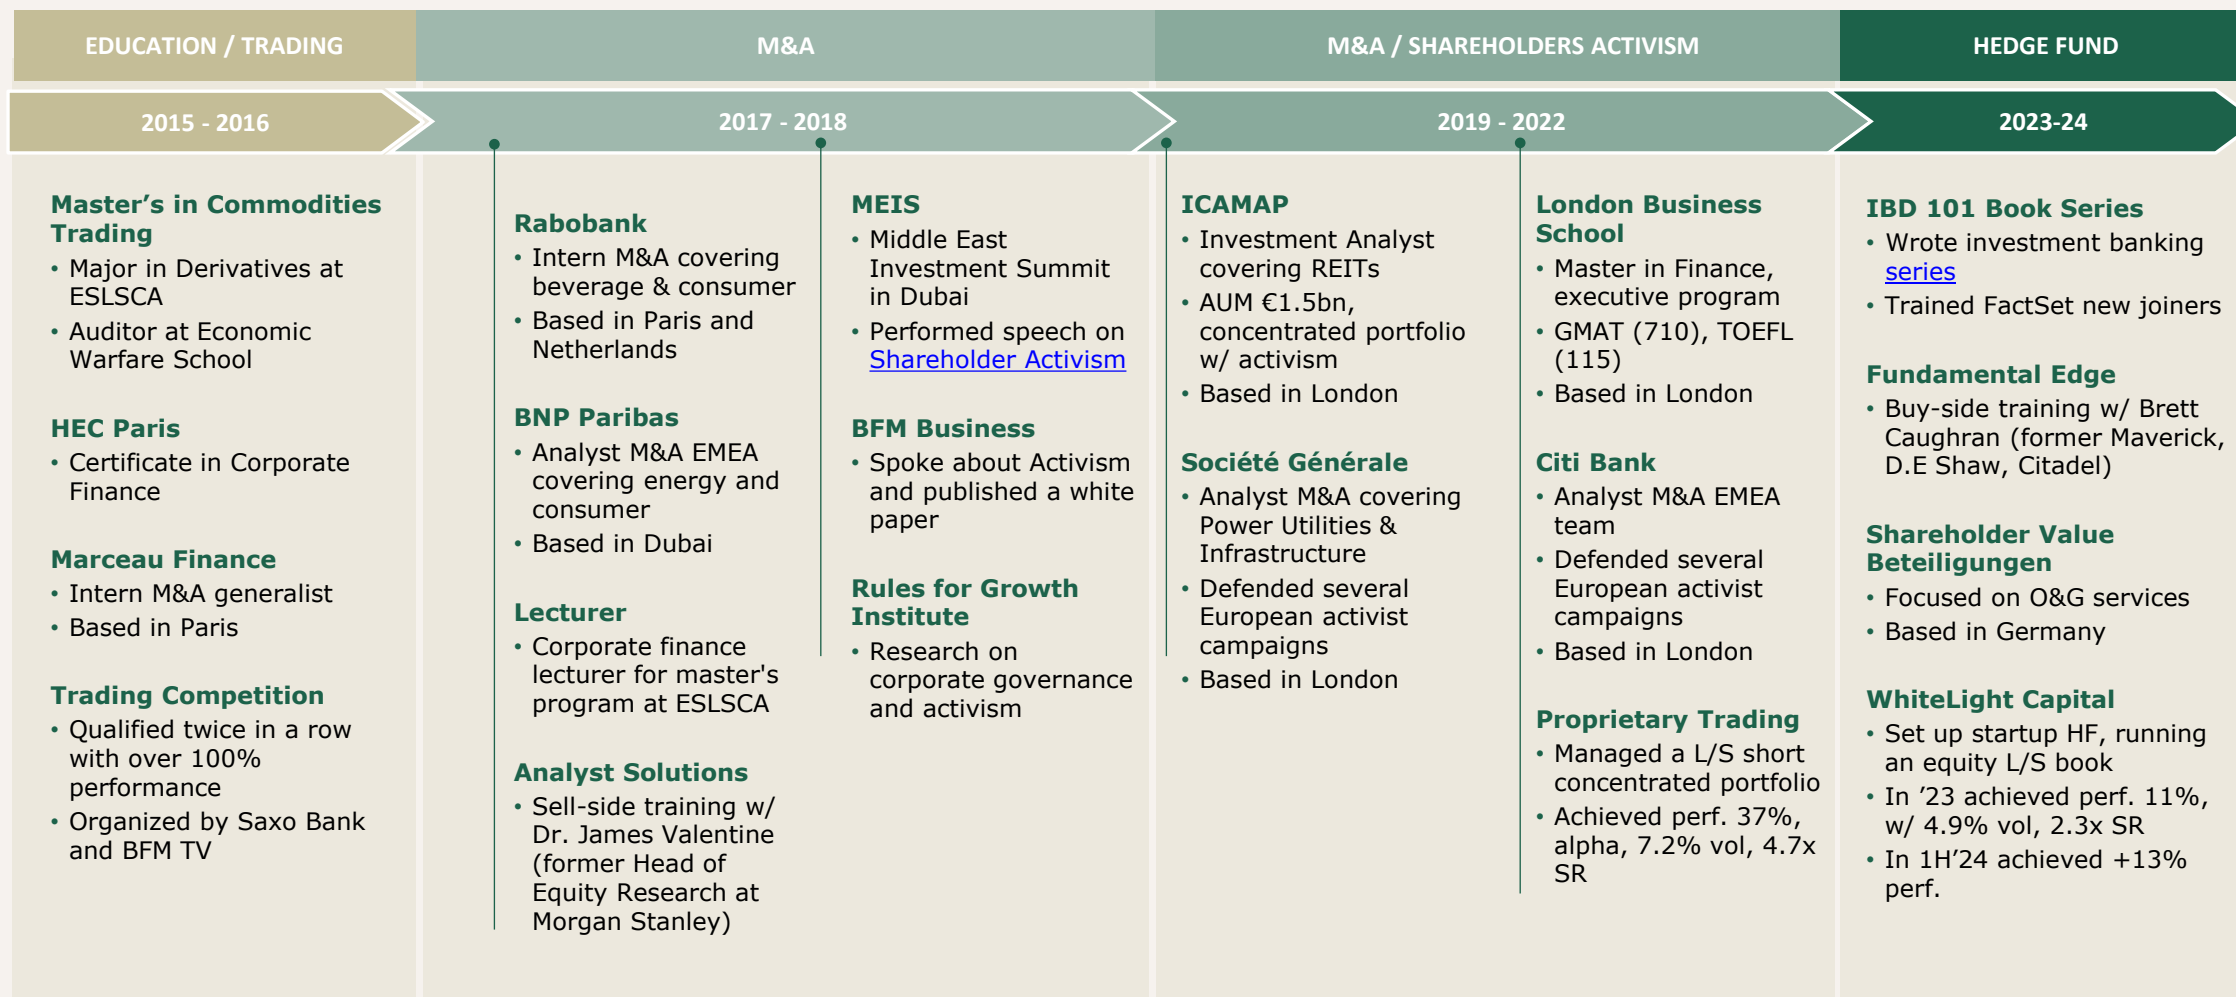 EDUCATION / TRADING
M&A
M&A / SHAREHOLDERS ACTIVISM
HEDGE FUND
2015 - 2016
2017 - 2018
2019 - 2022
2023-24
Master’s in Commodities
Trading
• Major in Derivatives at
ESLSCA
• Auditor at Economic
Warfare School
HEC Paris
• Certificate in Corporate
Finance
Marceau Finance
• Intern M&A generalist
• Based in Paris
Trading Competition
• Qualified twice in a row
with over 100%
performance
• Organized by Saxo Bank
and BFM TV
Rabobank
• Intern M&A covering
beverage & consumer
• Based in Paris and
Netherlands
BNP Paribas
• Analyst M&A EMEA
covering energy and
consumer
• Based in Dubai
Lecturer
• Corporate finance
lecturer for master's
program at ESLSCA
Analyst Solutions
• Sell-side training w/
Dr. James Valentine
(former Head of
Equity Research at
Morgan Stanley)
MEIS
• Middle East
Investment Summit
in Dubai
• Performed speech on
Shareholder Activism
BFM Business
• Spoke about Activism
and published a white
paper
Rules for Growth
Institute
• Research on
corporate governance
and activism
ICAMAP
• Investment Analyst
covering REITs
• AUM €1.5bn,
concentrated portfolio
w/ activism
• Based in London
Société Générale
• Analyst M&A covering
Power Utilities &
Infrastructure
• Defended several
European activist
campaigns
• Based in London
London Business
School
• Master in Finance,
executive program
• GMAT (710), TOEFL
(115)
• Based in London
Citi Bank
• Analyst M&A EMEA
team
• Defended several
European activist
campaigns
• Based in London
Proprietary Trading
• Managed a L/S short
concentrated portfolio
• Achieved perf. 37%,
alpha, 7.2% vol, 4.7x
SR
IBD 101 Book Series
• Wrote investment banking
series
• Trained FactSet new joiners
Fundamental Edge
• Buy-side training w/ Brett
Caughran (former Maverick,
D.E Shaw, Citadel)
Shareholder Value
Beteiligungen
• Focused on O&G services
• Based in Germany
WhiteLight Capital
• Set up startup HF, running
an equity L/S book
• In ’23 achieved perf. 11%,
w/ 4.9% vol, 2.3x SR
• In 1H’24 achieved +13%
perf.